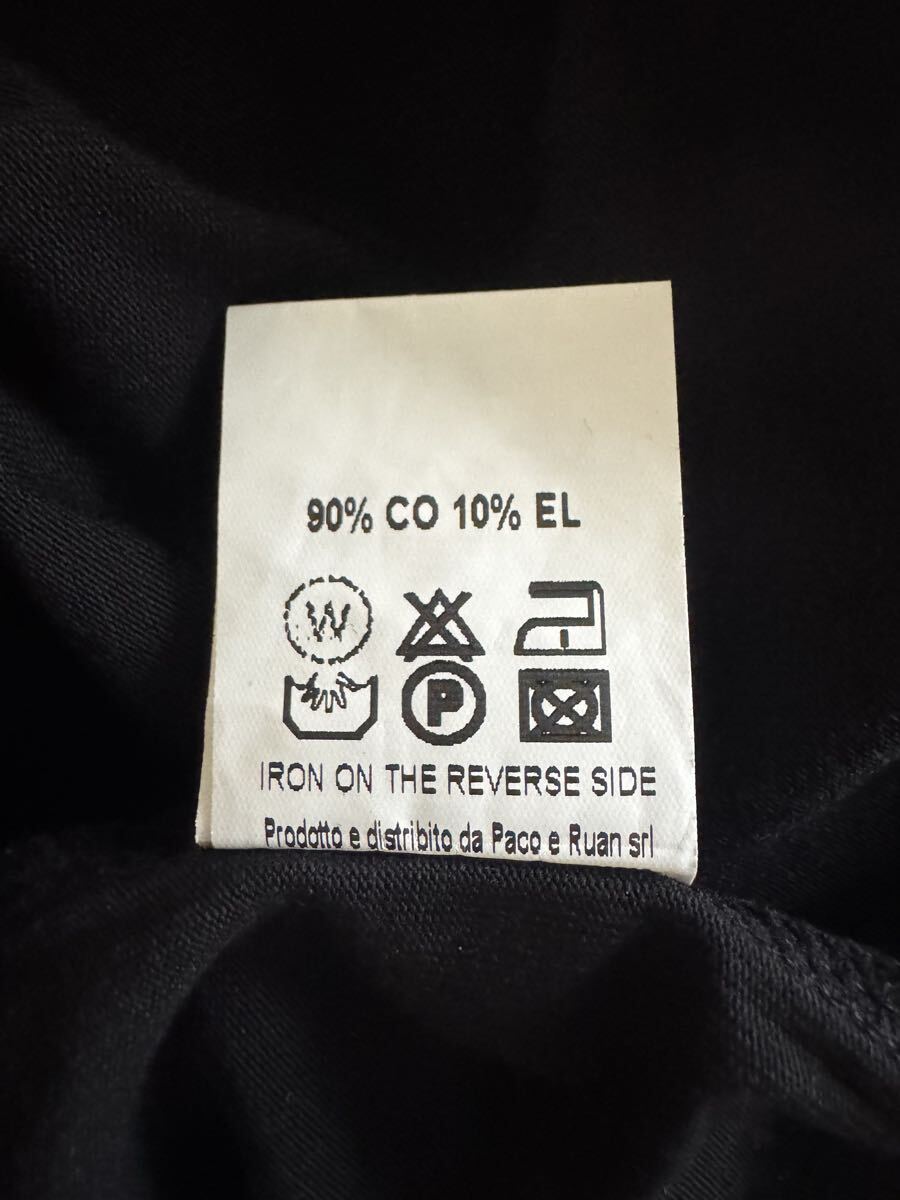 90% CO 10% EL
W
P
IRON ON THE REVERSE SIDE
Prodotto e distribito da Paco e Ruan srl